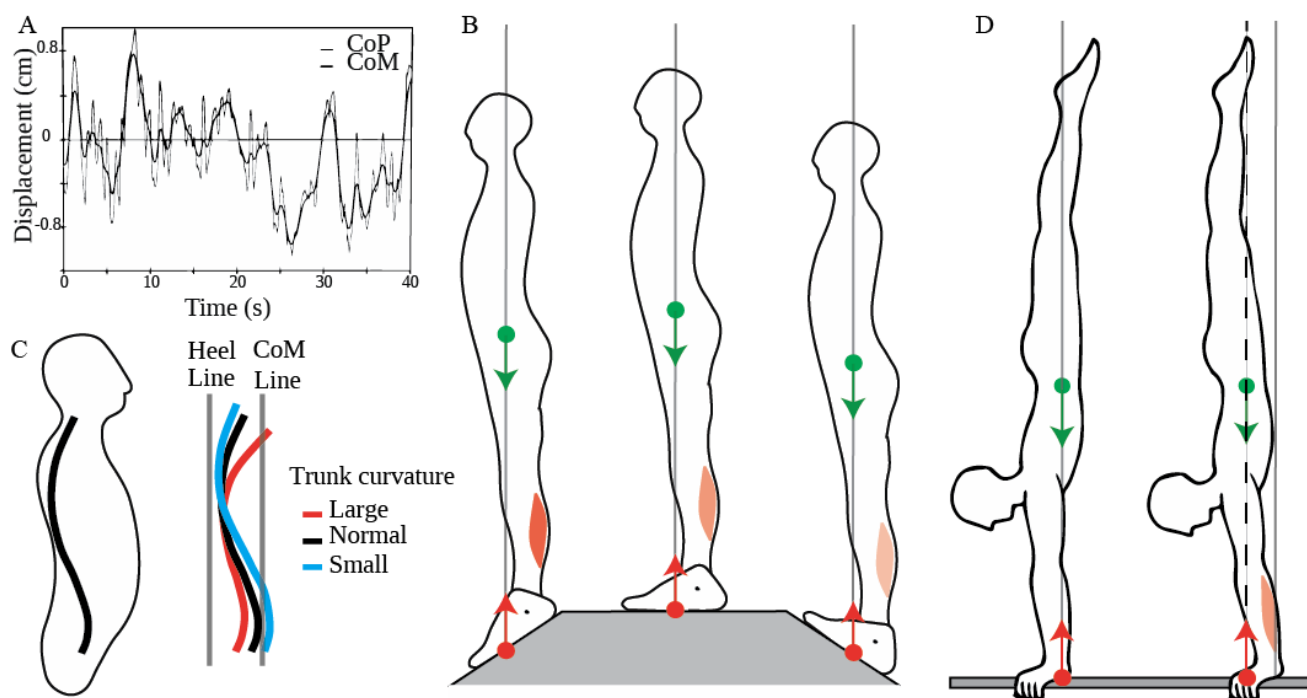 A
CoP
CoM
Displacement (cm)
0.8
0
-0.8
0 10 20 30 40
Time (s)
B
C
Heel Line
CoM Line
Trunk curvature
Large
Normal
Small
D